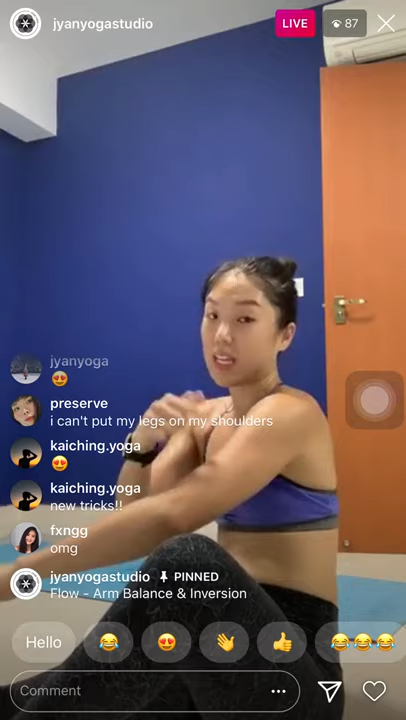 jyanyogastudio
LIVE
87
jyanyoga
😍
preserve
i can't put my legs on my shoulders
kaiching.yoga
😍
kaiching.yoga
new tricks!!
fxngg
omg
jyanyogastudio PINNED
Flow - Arm Balance & Inversion
Hello 😂 😍 👋 👍 😂😂😂
Comment